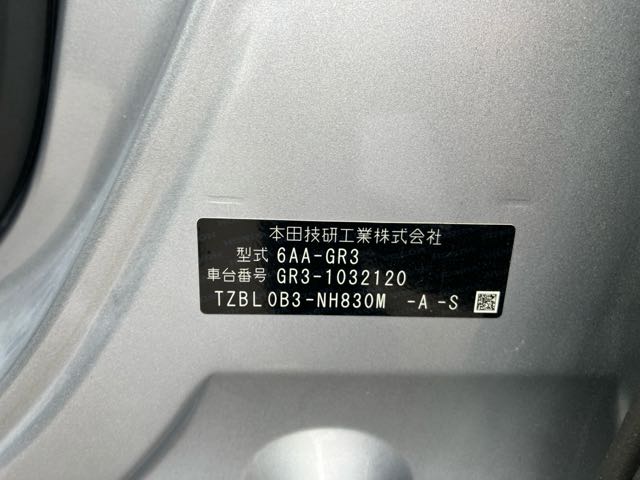 本田技研工業株式会社
型式 6AA-GR3
車台番号 GR3-1032120
TZBL0B3-NH830M -A-S